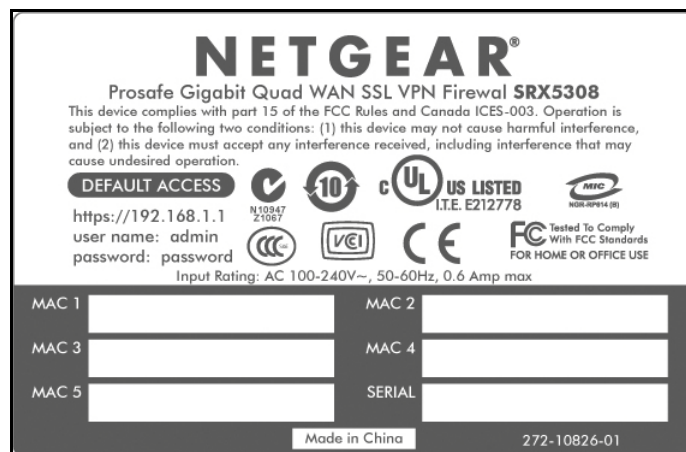 NETGEAR®
Prosafe Gigabit Quad WAN SSL VPN Firewal SRX5308
This device complies with part 15 of the FCC Rules and Canada ICES-003. Operation is
subject to the following two conditions: (1) this device may not cause harmful interference,
and (2) this device must accept any interference received, including interference that may
cause undesired operation.
DEFAULT ACCESS
https://192.168.1.1
user name: admin
password: password
N10947
Z1067
10
C UL US LISTED
I.T.E. E212778
MIC
NGR-RP614 (B)
CCC
VCI
CE
FC Tested To Comply
With FCC Standards
FOR HOME OR OFFICE USE
Input Rating: AC 100-240V~, 50-60Hz, 0.6 Amp max
MAC 1
MAC 2
MAC 3
MAC 4
MAC 5
SERIAL
Made in China
272-10826-01